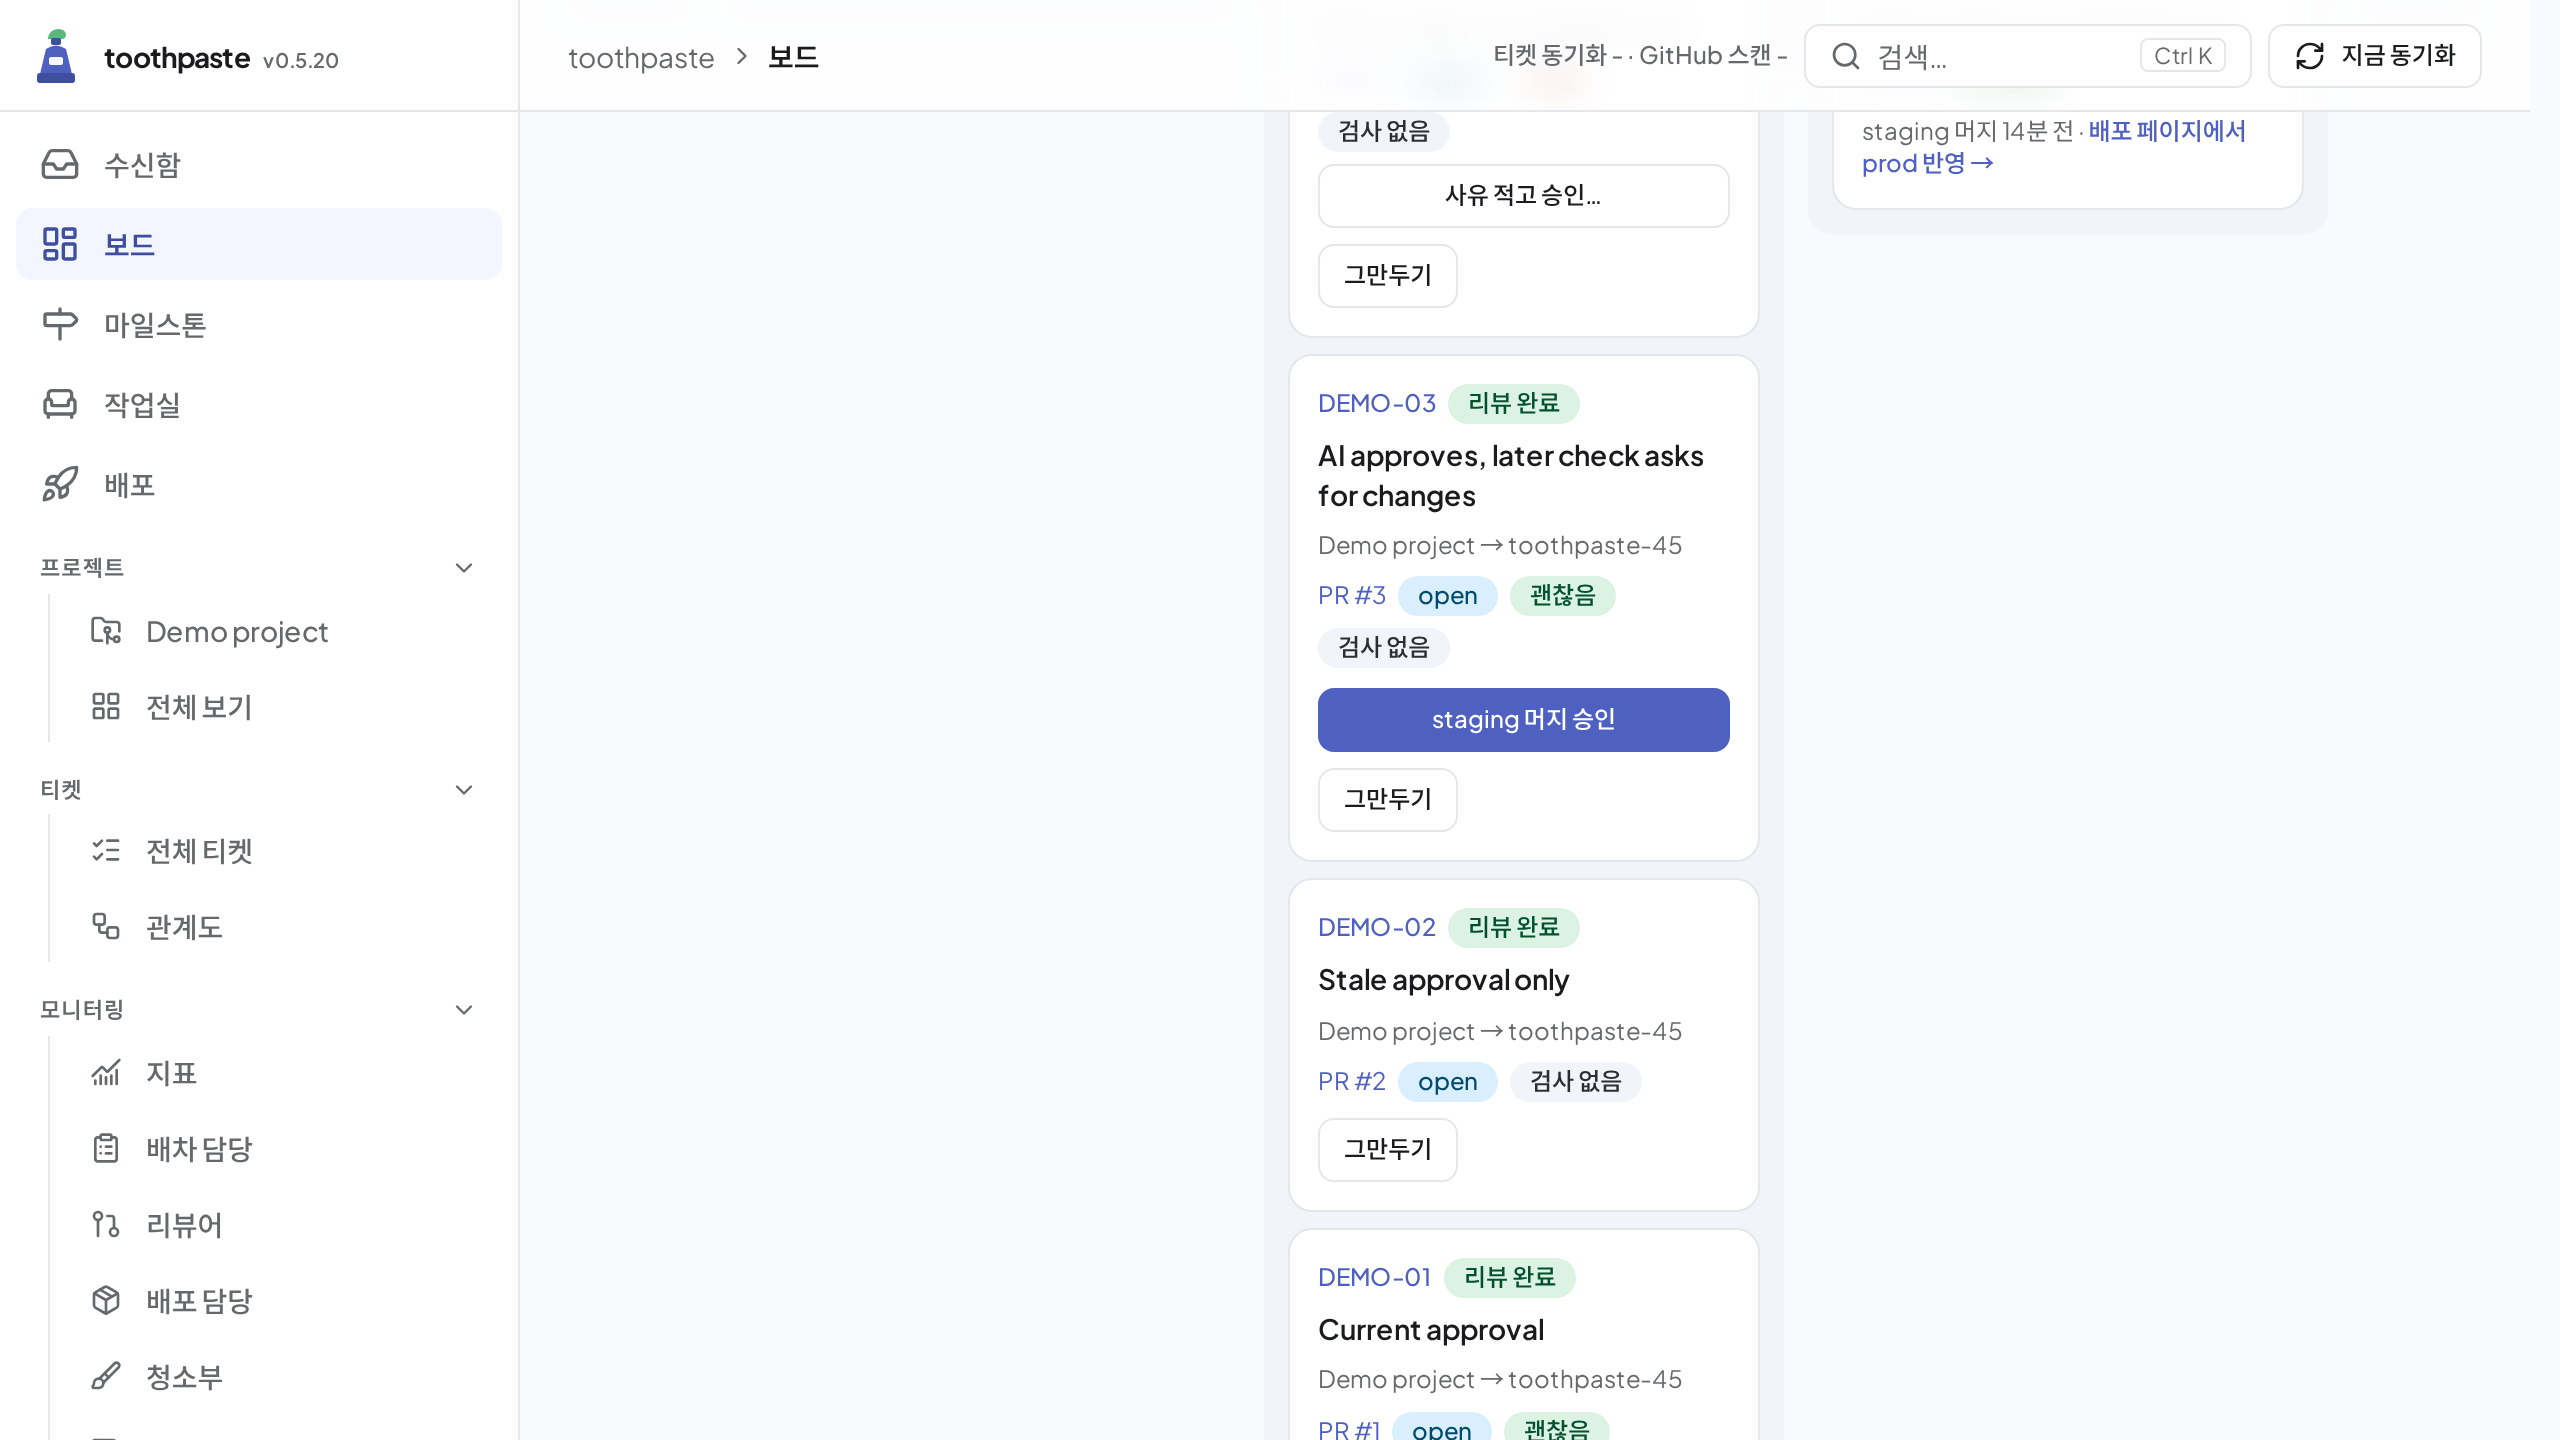 toothpaste v0.5.20
toothpaste > 보드
티켓 동기화 - · GitHub 스캔 -
검색...
Ctrl K
지금 동기화
수신함
보드
마일스톤
작업실
배포
프로젝트
Demo project
전체 보기
티켓
전체 티켓
관계도
모니터링
지표
배차 담당
리뷰어
배포 담당
청소부
검사 없음
사유 적고 승인...
그만두기
DEMO-03 리뷰 완료
AI approves, later check asks
for changes
Demo project → toothpaste-45
PR #3 open 괜찮음
검사 없음
staging 머지 승인
그만두기
DEMO-02 리뷰 완료
Stale approval only
Demo project → toothpaste-45
PR #2 open 검사 없음
그만두기
DEMO-01 리뷰 완료
Current approval
Demo project → toothpaste-45
PR #1 open 괜찮음
staging 머지 14분 전 · 배포 페이지에서
prod 반영 →